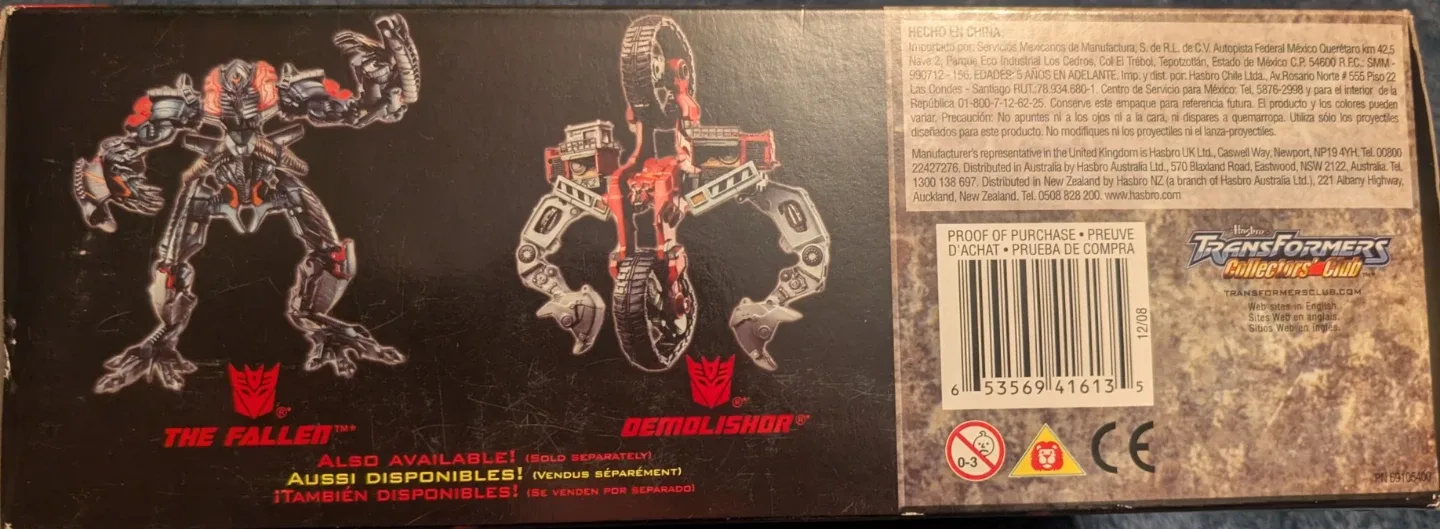 THE FALLEN™*
®*
DEMOLISHOR®*
®*
ALSO AVAILABLE! (SOLD SEPARATELY)
AUSSI DISPONIBLES! (VENDUS SÉPARÉMENT)
¡TAMBIÉN DISPONIBLES! (SE VENDEN POR SEPARADO)
HECHO EN CHINA.
Importado por: Servicios Mexicanos de Manufactura, S. de R.L. de C.V. Autopista Federal México Querétaro km 42,5
Nave 2, Parque Eco Industrial Los Cedros, Col El Trébol, Tepotzotlán, Estado de México C.P. 54600 R.F.C.: SMM -
990712 - 196. EDADES: 5 AÑOS EN ADELANTE. Imp. y dist. por: Hasbro Chile Ltda., Av.Rosario Norte # 555 Piso 22
Las Condes - Santiago RUT.:78.934.680-1. Centro de Servicio para México: Tel. 5876-2998 y para el interior de la
República 01-800-7-12-62-25. Conserve este empaque para referencia futura. El producto y los colores pueden
variar. Precaución: No apuntes ni a los ojos ni a la cara, ni dispares a quemarropa. Utiliza sólo los proyectiles
diseñados para este producto. No modifiques ni los proyectiles ni el lanza-proyectiles.
Manufacturer's representative in the United Kingdom is Hasbro UK Ltd., Caswell Way, Newport, NP19 4YH. Tel. 00800
22427276. Distributed in Australia by Hasbro Australia Ltd., 570 Blaxland Road, Eastwood, NSW 2122, Australia. Tel.
1300 138 697. Distributed in New Zealand by Hasbro NZ (a branch of Hasbro Australia Ltd.), 221 Albany Highway,
Auckland, New Zealand. Tel. 0508 828 200. www.hasbro.com
PROOF OF PURCHASE • PREUVE
D'ACHAT • PRUEBA DE COMPRA
12/08
6 53569 41613 5
0-3
CE
Hasbro
TRANSFORMERS
Collectors' Club
TRANSFORMERSCLUB.COM
Web sites in English.
Sites Web en anglais.
Sitios Web en inglés.
PN 69105400